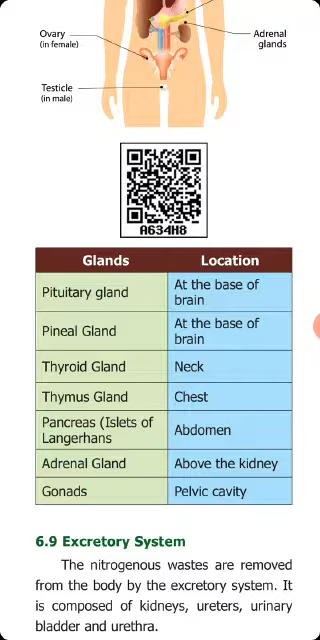 Ovary
(in female)
Adrenal
glands
Testicle
(in male)
A634H8
Glands Location
Pituitary gland At the base of
brain
Pineal Gland At the base of
brain
Thyroid Gland Neck
Thymus Gland Chest
Pancreas (Islets of
Langerhans Abdomen
Adrenal Gland Above the kidney
Gonads Pelvic cavity
6.9 Excretory System
The nitrogenous wastes are removed
from the body by the excretory system. It
is composed of kidneys, ureters, urinary
bladder and urethra.